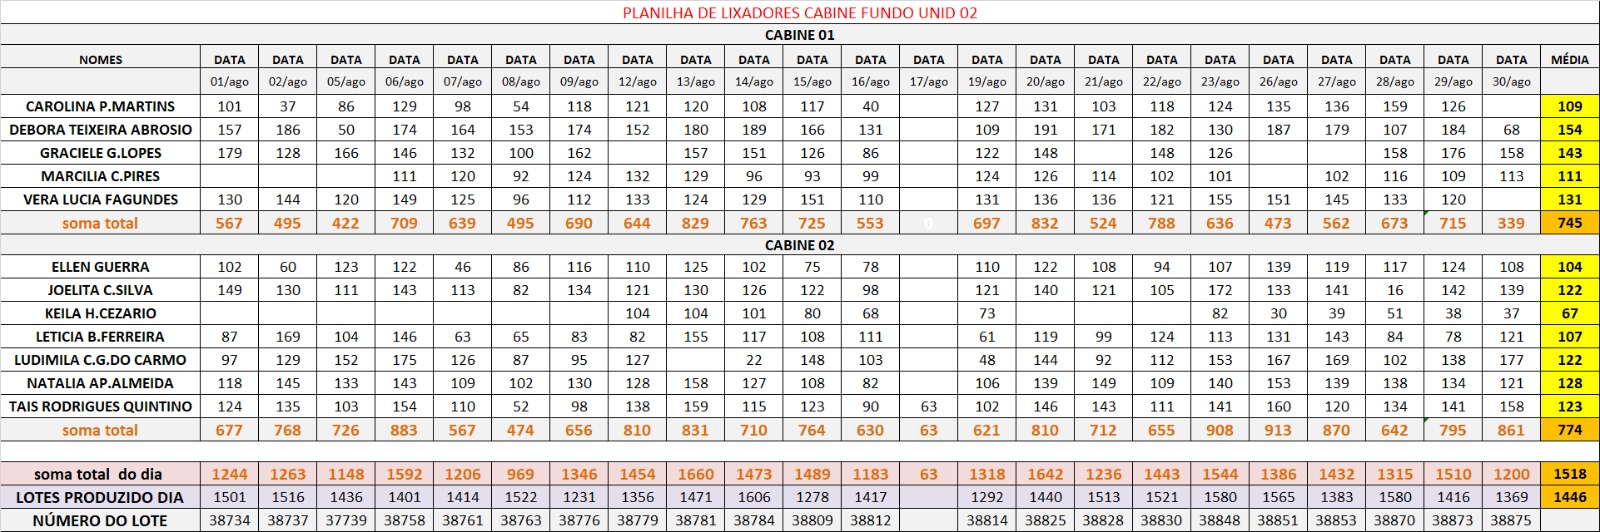 PLANILHA DE LIXADORES CABINE FUNDO UNID 02
CABINE 01
NOMES DATA DATA DATA DATA DATA DATA DATA DATA DATA DATA DATA DATA DATA DATA DATA DATA DATA DATA DATA DATA DATA DATA DATA MÉDIA
01/ago 02/ago 05/ago 06/ago 07/ago 08/ago 09/ago 12/ago 13/ago 14/ago 15/ago 16/ago 17/ago 19/ago 20/ago 21/ago 22/ago 23/ago 26/ago 27/ago 28/ago 29/ago 30/ago
CAROLINA P.MARTINS 101 37 86 129 98 54 118 121 120 108 117 40 127 131 103 118 124 135 136 159 126 109
DEBORA TEIXEIRA ABROSIO 157 186 50 174 164 153 174 152 180 189 166 131 109 191 171 182 130 187 179 107 184 68 154
GRACIELE G.LOPES 179 128 166 146 132 100 162 157 151 126 86 122 148 148 126 158 176 158 143
MARCILIA C.PIRES 111 120 92 124 132 129 96 93 99 124 126 114 102 101 102 116 109 113 111
VERA LUCIA FAGUNDES 130 144 120 149 125 96 112 133 124 129 151 110 131 136 136 121 155 151 145 133 120 131
soma total 567 495 422 709 639 495 690 644 829 763 725 553 0 697 832 524 788 636 473 562 673 715 339 745
CABINE 02
ELLEN GUERRA 102 60 123 122 46 86 116 110 125 102 75 78 110 122 108 94 107 139 119 117 124 108 104
JOELITA C.SILVA 149 130 111 143 113 82 134 121 130 126 122 98 121 140 121 105 172 133 141 16 142 139 122
KEILA H.CEZARIO 104 104 101 80 68 73 82 30 39 51 38 37 67
LETICIA B.FERREIRA 87 169 104 146 63 65 83 82 155 117 108 111 61 119 99 124 113 131 143 84 78 121 107
LUDIMILA C.G.DO CARMO 97 129 152 175 126 87 95 127 22 148 103 48 144 92 112 153 167 169 102 138 177 122
NATALIA AP.ALMEIDA 118 145 133 143 109 102 130 128 158 127 108 82 106 139 149 109 140 153 139 138 134 121 128
TAIS RODRIGUES QUINTINO 124 135 103 154 110 52 98 138 159 115 123 90 63 102 146 143 111 141 160 120 134 141 158 123
soma total 677 768 726 883 567 474 656 810 831 710 764 630 63 621 810 712 655 908 913 870 642 795 861 774
soma total do dia 1244 1263 1148 1592 1206 969 1346 1454 1660 1473 1489 1183 63 1318 1642 1236 1443 1544 1386 1432 1315 1510 1200 1518
LOTES PRODUZIDO DIA 1501 1516 1436 1401 1414 1522 1231 1356 1471 1606 1278 1417 1292 1440 1513 1521 1580 1565 1383 1580 1416 1369 1446
NÚMERO DO LOTE 38734 38737 37739 38758 38761 38763 38776 38779 38781 38784 38809 38812 38814 38825 38828 38830 38848 38851 38853 38870 38873 38875